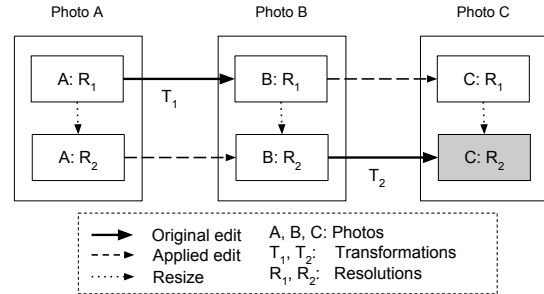 Photo A Photo B Photo C
A: R1 B: R1 C: R1
T1
A: R2 B: R2 C: R2
T2
Original edit A, B, C: Photos
Applied edit T1, T2: Transformations
Resize R1, R2: Resolutions